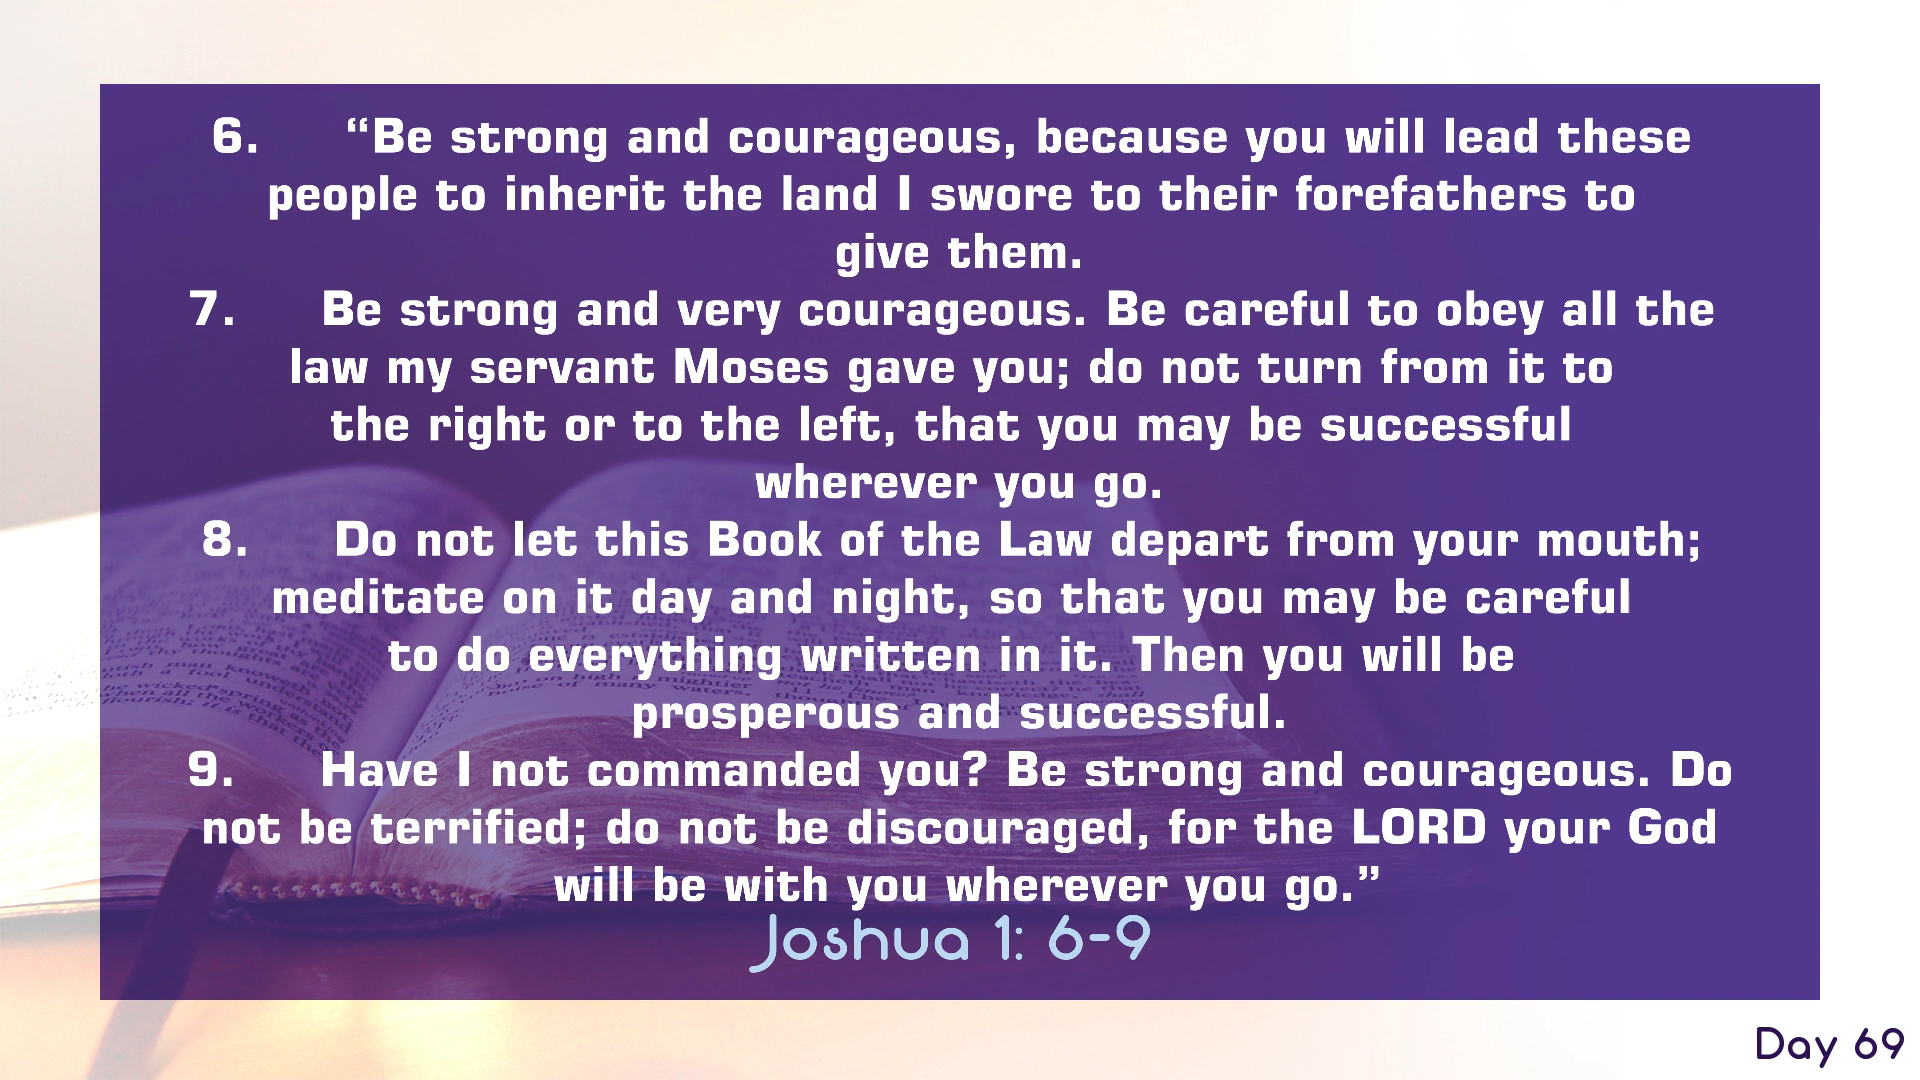 6. “Be strong and courageous, because you will lead these
people to inherit the land I swore to their forefathers to
give them.
7. Be strong and very courageous. Be careful to obey all the
law my servant Moses gave you; do not turn from it to
the right or to the left, that you may be successful
wherever you go.
8. Do not let this Book of the Law depart from your mouth;
meditate on it day and night, so that you may be careful
to do everything written in it. Then you will be
prosperous and successful.
9. Have I not commanded you? Be strong and courageous. Do
not be terrified; do not be discouraged, for the LORD your God
will be with you wherever you go.”
Joshua 1: 6-9
Day 69